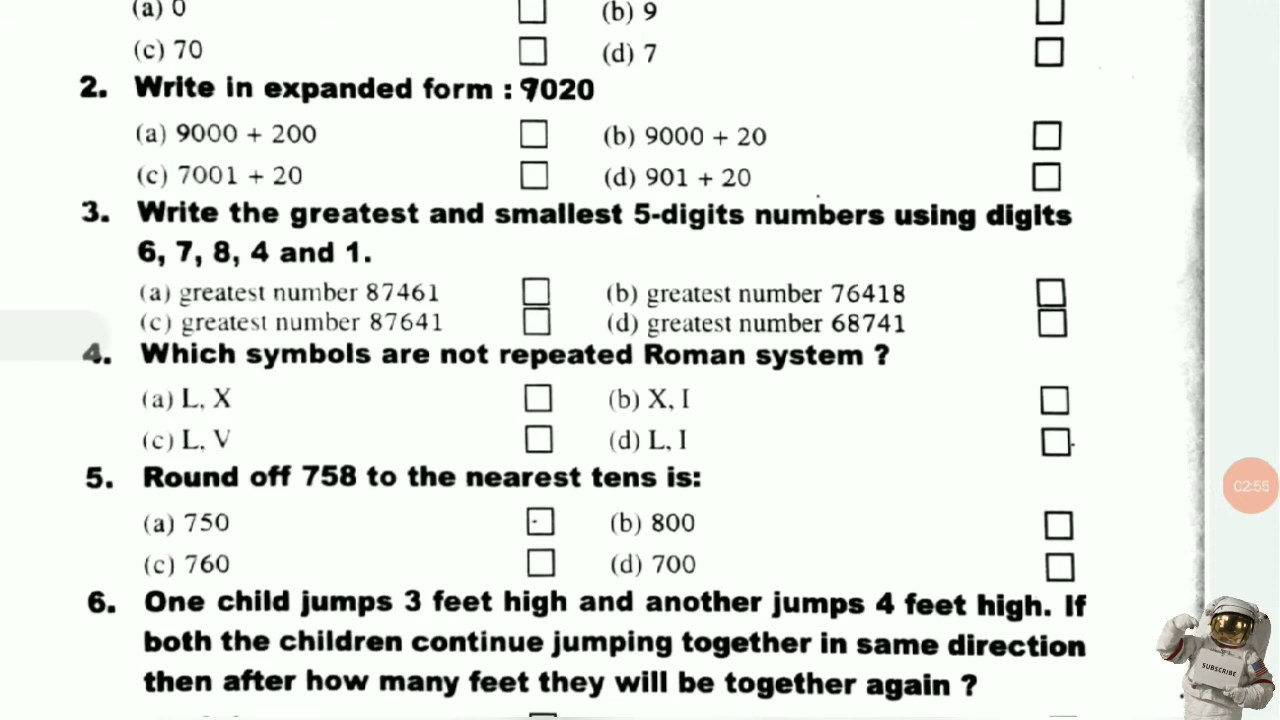 (a) 0 (b) 9
(c) 70 (d) 7
2. Write in expanded form : 9020
(a) 9000 + 200 (b) 9000 + 20
(c) 7001 + 20 (d) 901 + 20
3. Write the greatest and smallest 5-digits numbers using digits
6, 7, 8, 4 and 1.
(a) greatest number 87461 (b) greatest number 76418
(c) greatest number 87641 (d) greatest number 68741
4. Which symbols are not repeated Roman system ?
(a) L, X (b) X, I
(c) L, V (d) L, I
5. Round off 758 to the nearest tens is:
(a) 750 (b) 800
(c) 760 (d) 700
02:55
6. One child jumps 3 feet high and another jumps 4 feet high. If
both the children continue jumping together in same direction
then after how many feet they will be together again ?
SUBSCRIBE